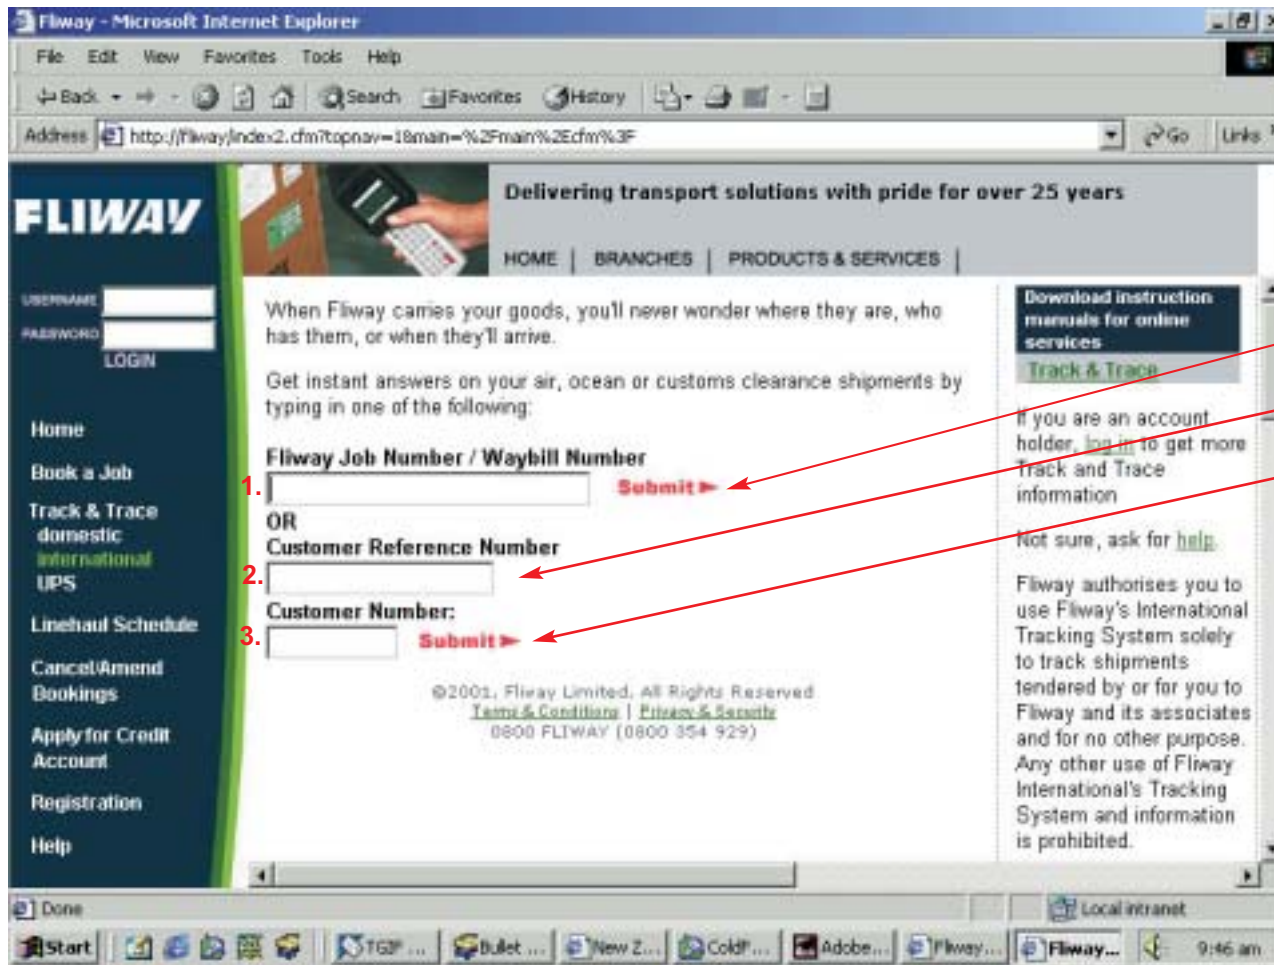 Fliway - Microsoft Internet Explorer
File Edit View Favorites Tools Help
Back Search Favorites History
Address http://fliway/index2.cfm?topnav=1&main=%2Fmain%2Ecfm%3F Go Links
FLIWAY
Delivering transport solutions with pride for over 25 years
HOME | BRANCHES | PRODUCTS & SERVICES |
USERNAME
PASSWORD
LOGIN
Home
Book a Job
Track & Trace
domestic
international
UPS
Linehaul Schedule
Cancel/Amend
Bookings
Apply for Credit
Account
Registration
Help
When Fliway carries your goods, you'll never wonder where they are, who
has them, or when they'll arrive.
Get instant answers on your air, ocean or customs clearance shipments by
typing in one of the following:
Fliway Job Number / Waybill Number
1. Submit
OR
Customer Reference Number
2.
Customer Number:
3. Submit
©2001, Fliway Limited, All Rights Reserved
Terms & Conditions | Privacy & Security
0800 FLIWAY (0800 354 929)
Download instruction
manuals for online
services
Track & Trace
If you are an account
holder, log in to get more
Track and Trace
information
Not sure, ask for help.
Fliway authorises you to
use Fliway's International
Tracking System solely
to track shipments
tendered by or for you to
Fliway and its associates
and for no other purpose.
Any other use of Fliway
International's Tracking
System and information
is prohibited.
Done Local intranet
Start TGIF ... Bullet ... New Z... ColdF... Adobe... Fliway... Fliway... 9:46 am